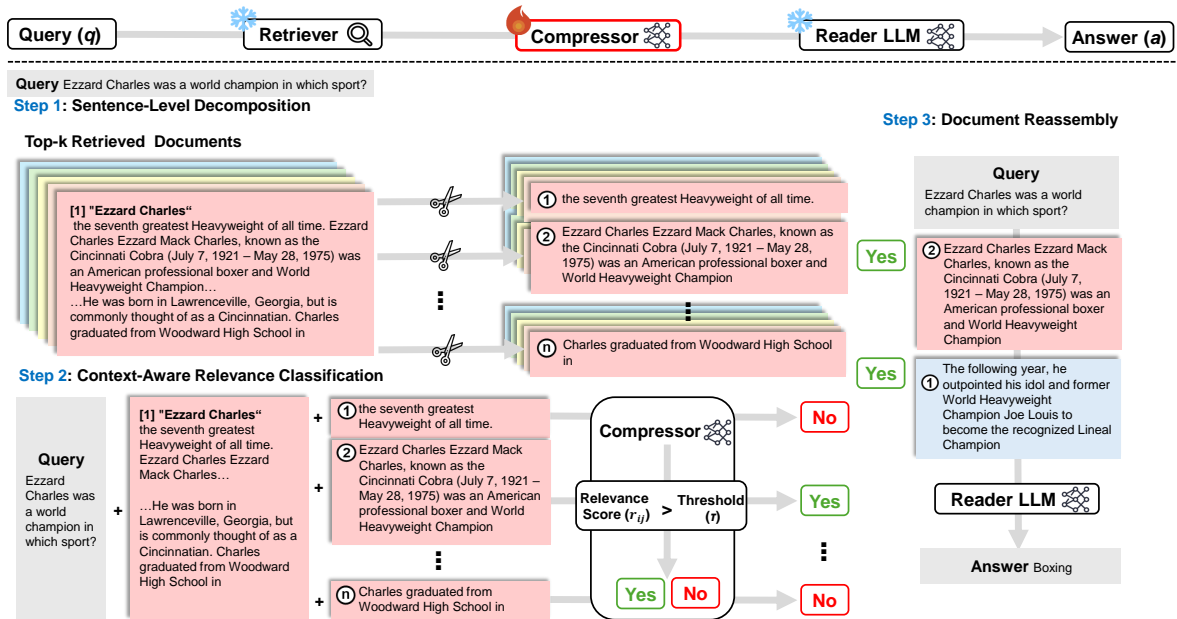 Query (q)
Retriever
Compressor
Reader LLM
Answer (a)
Query Ezzard Charles was a world champion in which sport?
Step 1: Sentence-Level Decomposition
Top-k Retrieved Documents
[1] "Ezzard Charles“
the seventh greatest Heavyweight of all time. Ezzard
Charles Ezzard Mack Charles, known as the
Cincinnati Cobra (July 7, 1921 – May 28, 1975) was
an American professional boxer and World
Heavyweight Champion…
…He was born in Lawrenceville, Georgia, but is
commonly thought of as a Cincinnatian. Charles
graduated from Woodward High School in
1 the seventh greatest Heavyweight of all time.
2 Ezzard Charles Ezzard Mack Charles, known as
the Cincinnati Cobra (July 7, 1921 – May 28,
1975) was an American professional boxer and
World Heavyweight Champion
n Charles graduated from Woodward High School
in
Step 2: Context-Aware Relevance Classification
Query
Ezzard
Charles was
a world
champion in
which sport?
+
[1] "Ezzard Charles“
the seventh greatest
Heavyweight of all time.
Ezzard Charles Ezzard
Mack Charles…
…He was born in
Lawrenceville, Georgia, but
is commonly thought of as a
Cincinnatian. Charles
graduated from Woodward
High School in
+
1 the seventh greatest
Heavyweight of all time.
+
2 Ezzard Charles Ezzard Mack
Charles, known as the
Cincinnati Cobra (July 7, 1921 –
May 28, 1975) was an American
professional boxer and World
Heavyweight Champion
+
n Charles graduated from
Woodward High School in
Compressor
Relevance
Score (rij)
>
Threshold
(τ)
Yes
No
No
Yes
No
Step 3: Document Reassembly
Query
Ezzard Charles was a world
champion in which sport?
Yes
2 Ezzard Charles Ezzard Mack
Charles, known as the
Cincinnati Cobra (July 7,
1921 – May 28, 1975) was an
American professional boxer
and World Heavyweight
Champion
Yes
1 The following year, he
outpointed his idol and former
World Heavyweight
Champion Joe Louis to
become the recognized Lineal
Champion
Reader LLM
Answer Boxing